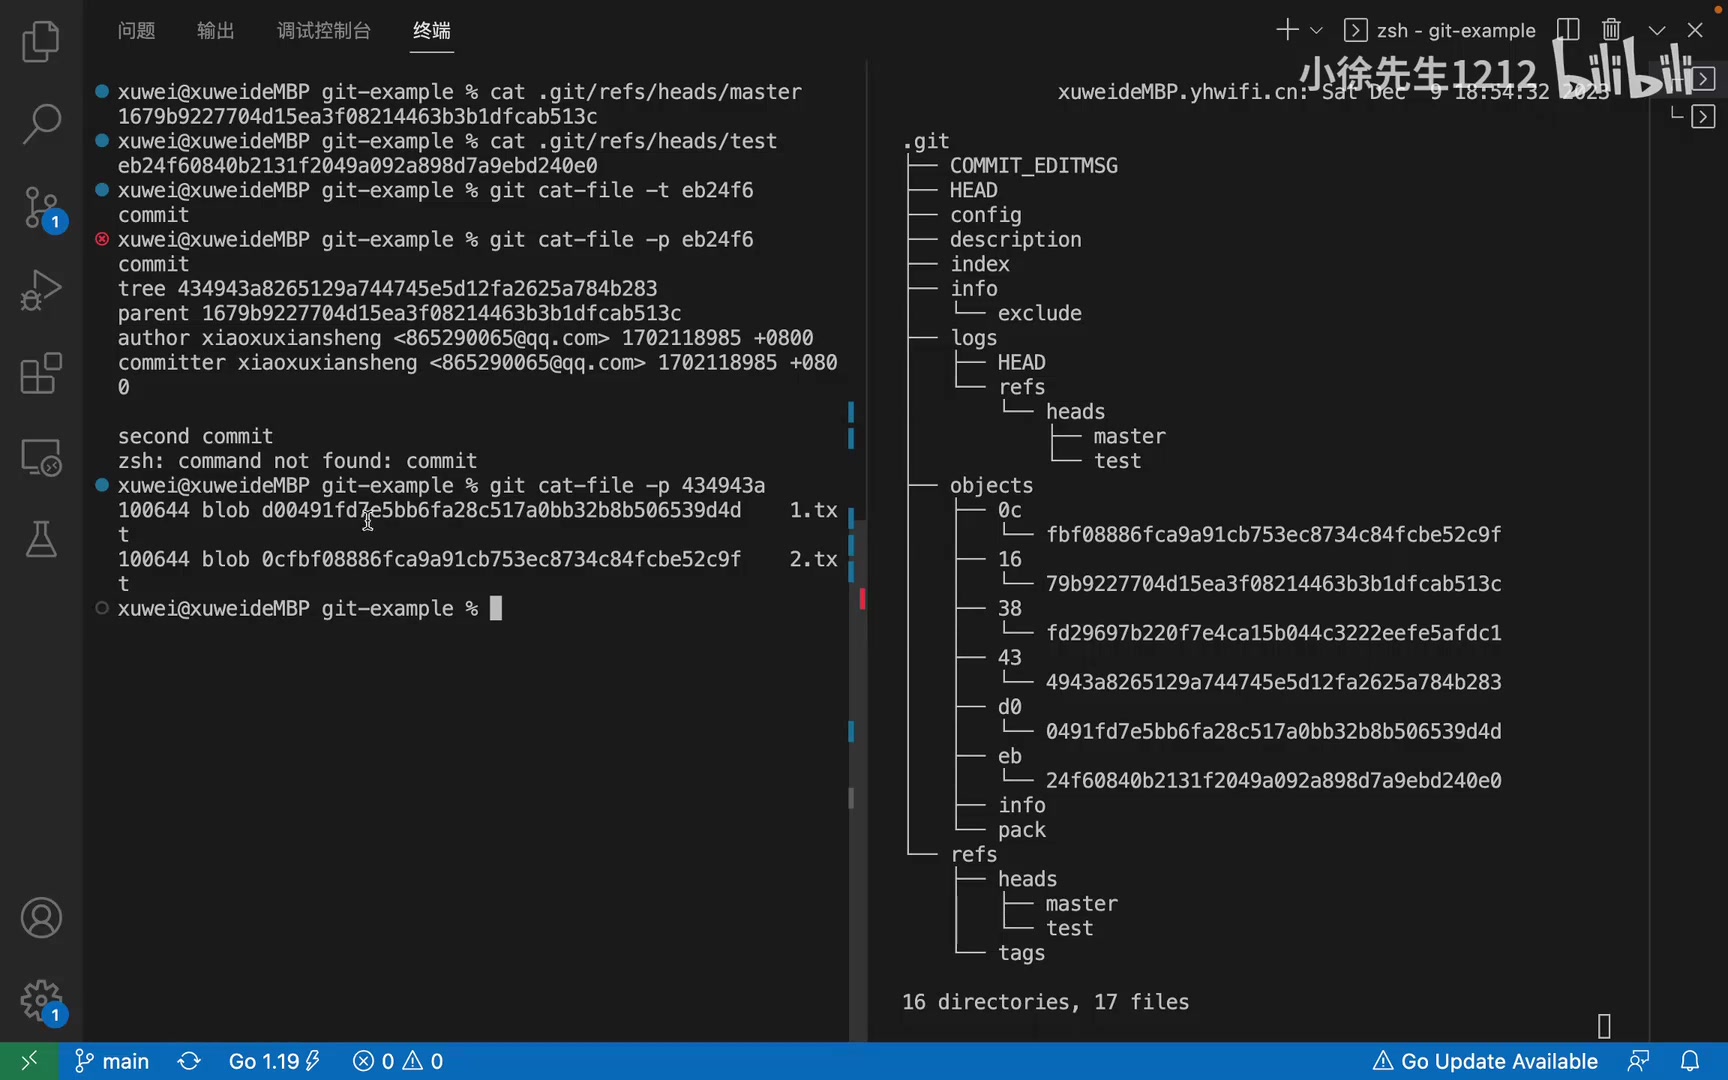 问题 输出 调试控制台 终端
zsh - git-example
小徐先生1212 bilibili
xuwei@xuweideMBP git-example % cat .git/refs/heads/master
1679b9227704d15ea3f08214463b3b1dfcab513c
xuwei@xuweideMBP git-example % cat .git/refs/heads/test
eb24f60840b2131f2049a092a898d7a9ebd240e0
xuwei@xuweideMBP git-example % git cat-file -t eb24f6
commit
xuwei@xuweideMBP git-example % git cat-file -p eb24f6
commit
tree 434943a8265129a744745e5d12fa2625a784b283
parent 1679b9227704d15ea3f08214463b3b1dfcab513c
author xiaoxuxiansheng <865290065@qq.com> 1702118985 +0800
committer xiaoxuxiansheng <865290065@qq.com> 1702118985 +080
0
second commit
zsh: command not found: commit
xuwei@xuweideMBP git-example % git cat-file -p 434943a
100644 blob d00491fd7e5bb6fa28c517a0bb32b8b506539d4d    1.tx
t
100644 blob 0cfbf08886fca9a91cb753ec8734c84fcbe52c9f    2.tx
t
xuwei@xuweideMBP git-example %
xuweideMBP.yhwifi.cn: Sat Dec  9 18:54:32 2023
.git
├── COMMIT_EDITMSG
├── HEAD
├── config
├── description
├── index
├── info
│   └── exclude
├── logs
│   ├── HEAD
│   └── refs
│       └── heads
│           ├── master
│           └── test
├── objects
│   ├── 0c
│   │   └── fbf08886fca9a91cb753ec8734c84fcbe52c9f
│   ├── 16
│   │   └── 79b9227704d15ea3f08214463b3b1dfcab513c
│   ├── 38
│   │   └── fd29697b220f7e4ca15b044c3222eefe5afdc1
│   ├── 43
│   │   └── 4943a8265129a744745e5d12fa2625a784b283
│   ├── d0
│   │   └── 0491fd7e5bb6fa28c517a0bb32b8b506539d4d
│   ├── eb
│   │   └── 24f60840b2131f2049a092a898d7a9ebd240e0
│   ├── info
│   └── pack
└── refs
    ├── heads
    │   ├── master
    │   └── test
    └── tags
16 directories, 17 files
1
1
main Go 1.19 0 0 Go Update Available